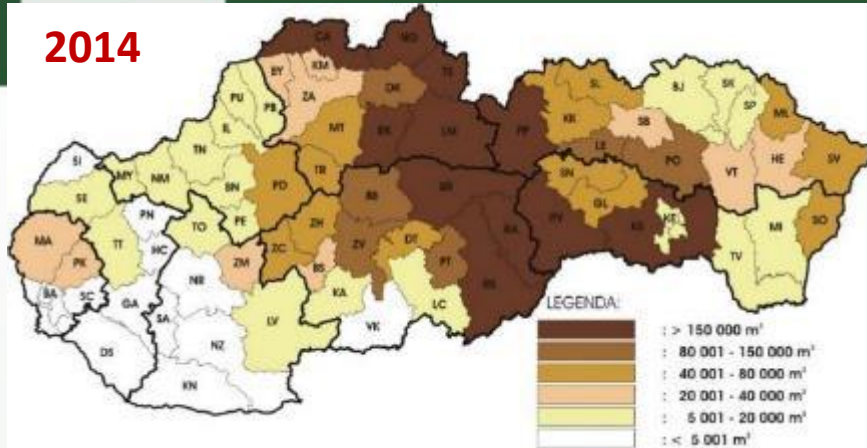 2014
CA
NO
TS
BY
KM
ZA
DK
PU
PB
IL
MT
RK
LM
PP
KK
SL
SB
BJ
SK
SP
ML
SI
MY
NM
TN
BN
PD
TR
LE
PO
VT
HE
SV
SE
PN
TO
PE
ZH
BB
BR
SN
GL
MA
PK
TT
HC
ZM
ZC
BS
ZV
DT
PT
RA
RV
KS
KE
TV
MI
SO
BA
SC
GA
NR
KA
LC
RS
SA
LV
VK
DS
NZ
KN
LEGENDA:
: > 150 000 m³
: 80 001 - 150 000 m³
: 40 001 - 80 000 m³
: 20 001 - 40 000 m³
: 5 001 - 20 000 m³
: < 5 001 m³